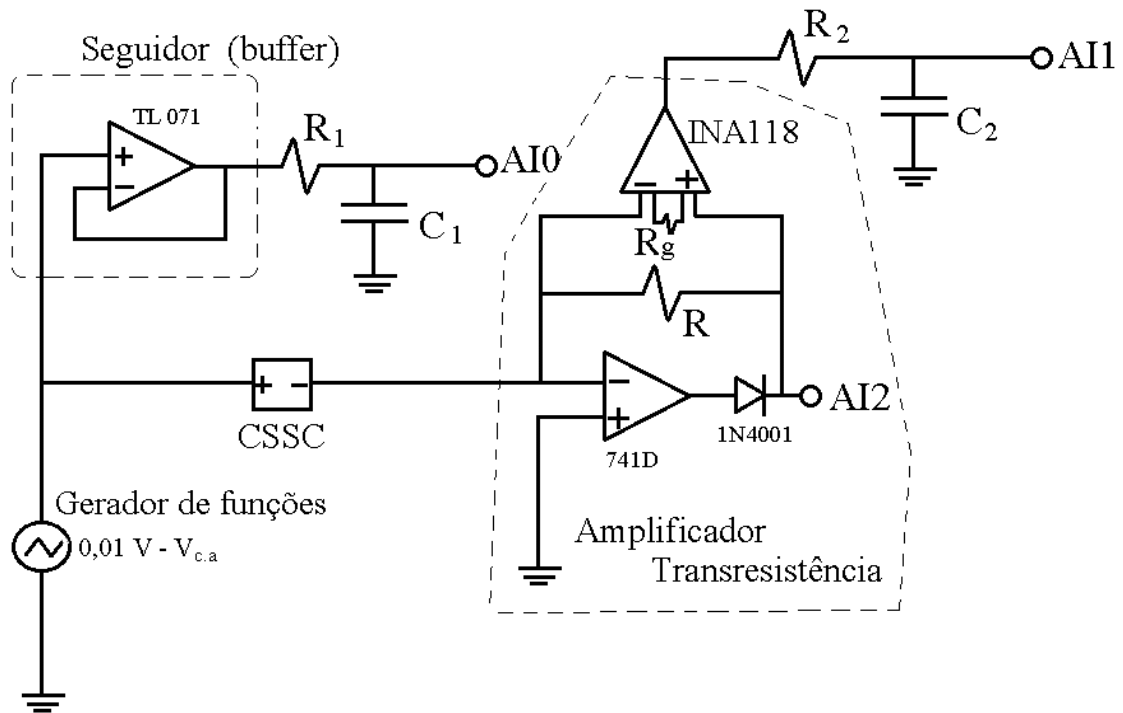 Seguidor (buffer)
TL 071
+
−
R1
C1
AI0
R2
C2
AI1
INA118
− +
Rg
R
−
+
741D
1N4001
AI2
+ -
CSSC
Gerador de funções
0,01 V - Vc.a
Amplificador
Transresistência